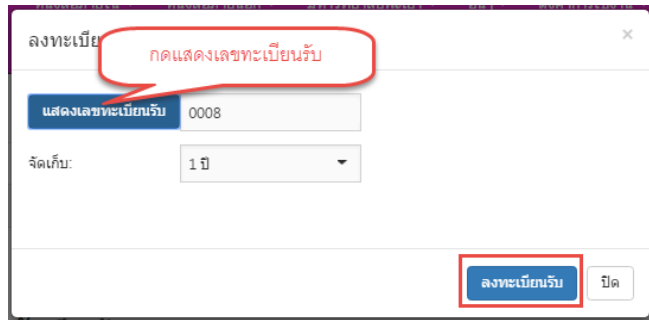 ลงทะเบีย
กดแสดงเลขทะเบียนรับ
×
แสดงเลขทะเบียนรับ 0008
จัดเก็บ: 1 ปี
ลงทะเบียนรับ ปิด